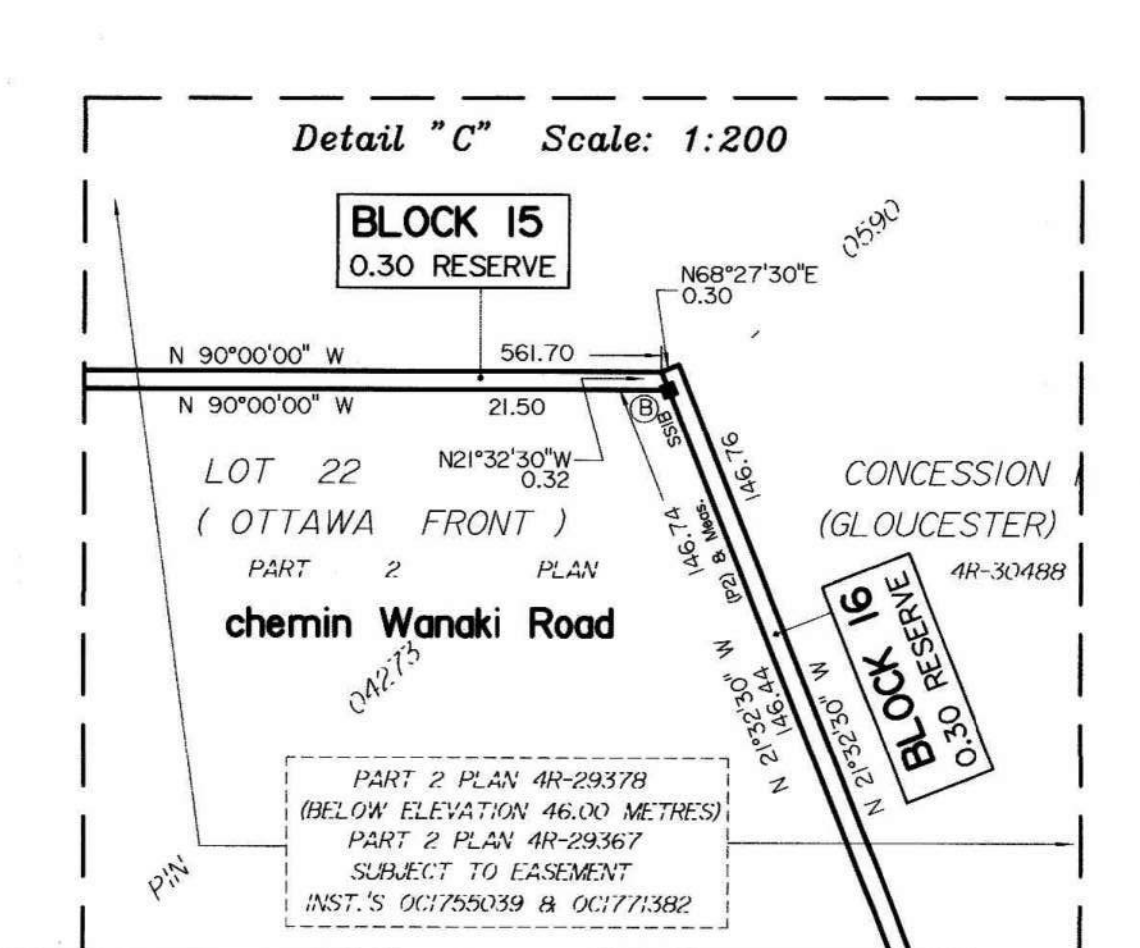 Detail "C" Scale: 1:200
BLOCK 15
0.30 RESERVE
0590
N68°27'30"E
0.30
N 90°00'00" W
561.70
N 90°00'00" W
21.50
B
SSIB
N21°32'30"W
0.32
146.76
LOT 22
CONCESSION
( OTTAWA FRONT )
(GLOUCESTER)
146.74
(P2) & Meas.
PART 2 PLAN
4R-30488
chemin Wanaki Road
BLOCK 16
0.30 RESERVE
04273
N 21°32'30" W
146.44
N 21°32'30" W
PART 2 PLAN 4R-29378
(BELOW ELEVATION 46.00 METRES)
PART 2 PLAN 4R-29367
SUBJECT TO EASEMENT
INST.'S OC1755039 & OC1771382
PIN